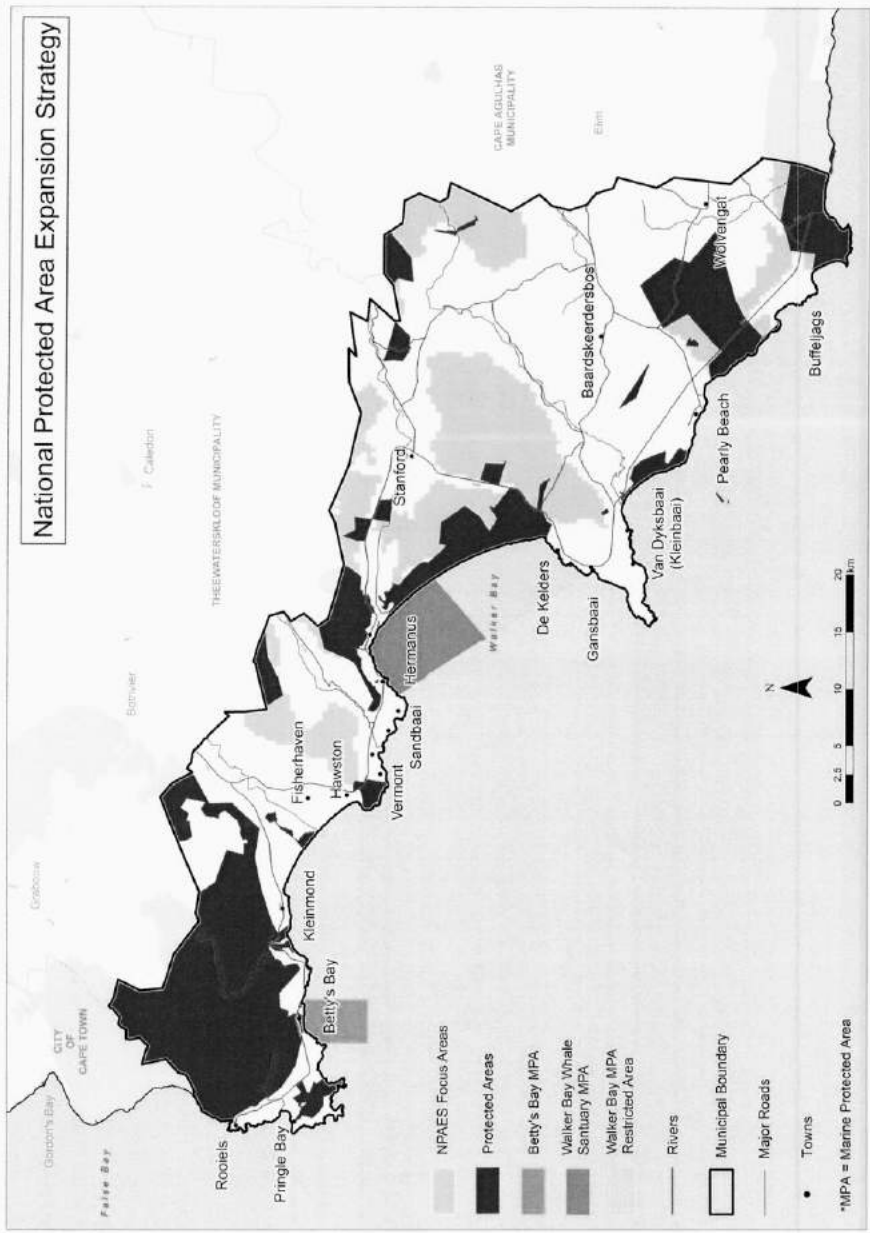 National Protected Area Expansion Strategy
Gordon's Bay
False Bay
CITY
OF
CAPE TOWN
Grabouw
Botrivier
Caledon
THEEWATERSKLOOF MUNICIPALITY
CAPE AGULHAS
MUNICIPALITY
Elim
Rooiels
Pringle Bay
Betty's Bay
Kleinmond
Fisherhaven
Hawston
Vermont
Sandbaai
Hermanus
Walker Bay
Stanford
De Kelders
Gansbaai
Van Dyksbaai
(Kleinbaai)
Pearly Beach
Baardskeerdersbos
Wolvengat
Buffeljags
NPAES Focus Areas
Protected Areas
Betty's Bay MPA
Walker Bay Whale
Santuary MPA
Walker Bay MPA
Restricted Area
Rivers
Municipal Boundary
Major Roads
Towns
*MPA = Marine Protected Area
N
0 2,5 5 10 15 20
km